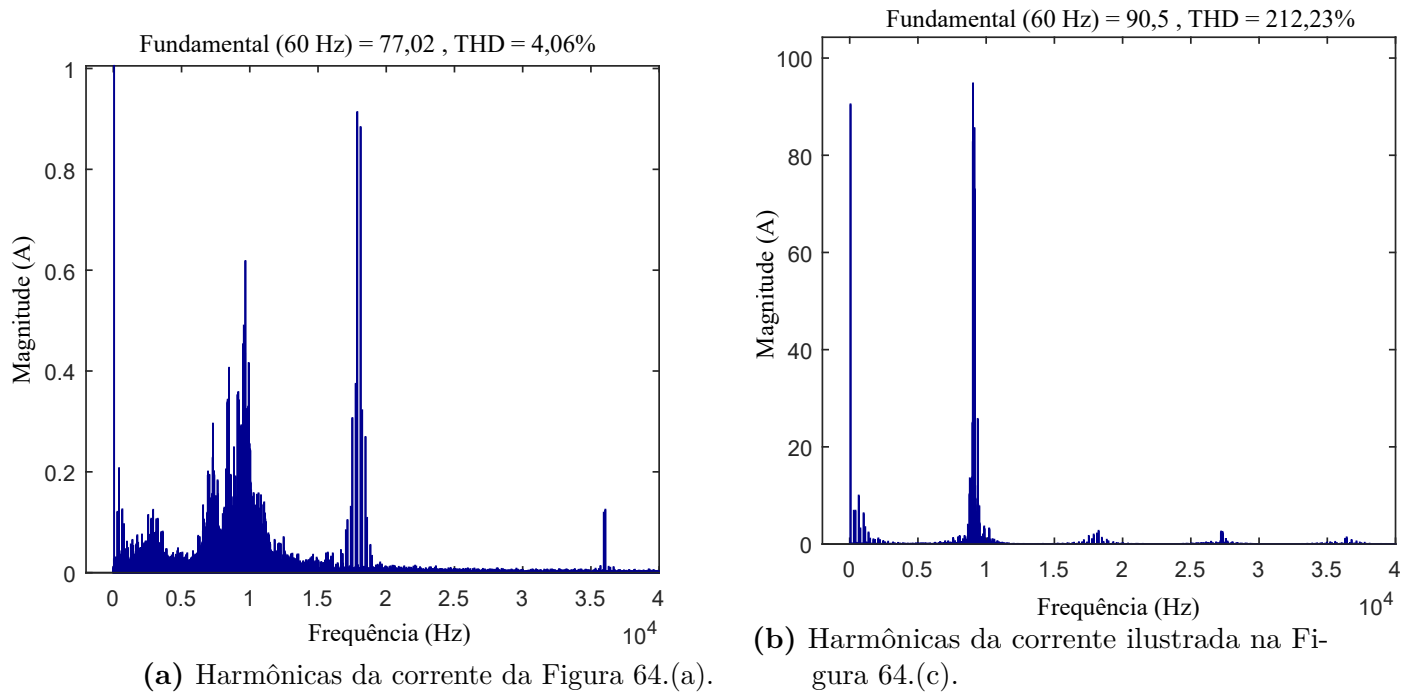 Fundamental (60 Hz) = 77,02 , THD = 4,06%
1
0.8
0.6
0.4
0.2
0
Magnitude (A)
0 0.5 1 1.5 2 2.5 3 3.5 4
Frequência (Hz)
10^4
(a) Harmônicas da corrente da Figura 64.(a).
Fundamental (60 Hz) = 90,5 , THD = 212,23%
100
80
60
40
20
0
Magnitude (A)
0 0.5 1 1.5 2 2.5 3 3.5 4
Frequência (Hz)
10^4
(b) Harmônicas da corrente ilustrada na Fi-
gura 64.(c).